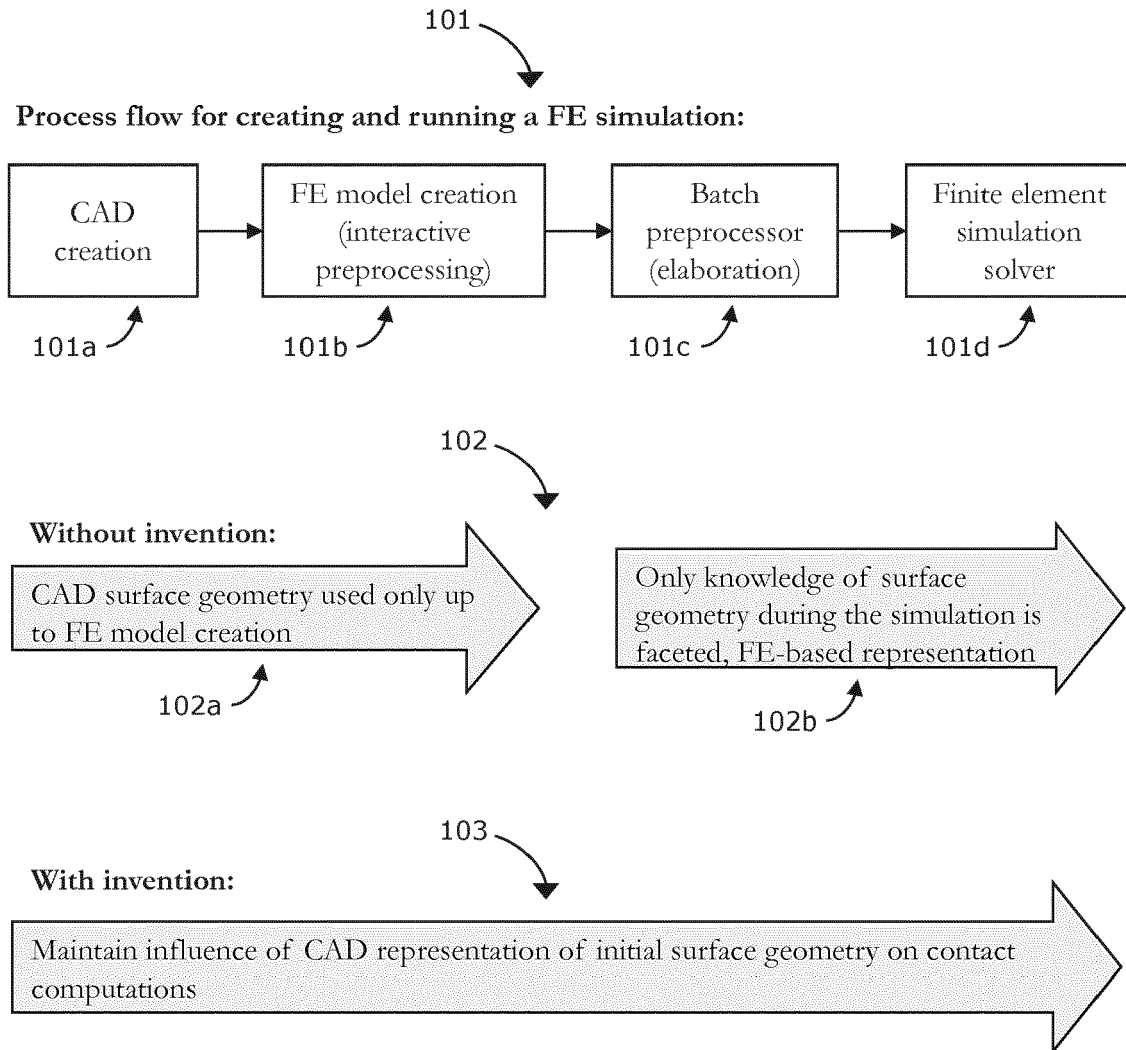 101
Process flow for creating and running a FE simulation:
CAD
creation
FE model creation
(interactive
preprocessing)
Batch
preprocessor
(elaboration)
Finite element
simulation
solver
101a
101b
101c
101d
102
Without invention:
CAD surface geometry used only up
to FE model creation
Only knowledge of surface
geometry during the simulation is
faceted, FE-based representation
102a
102b
103
With invention:
Maintain influence of CAD representation of initial surface geometry on contact
computations